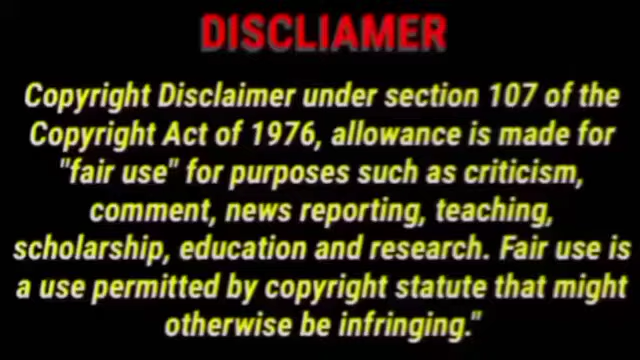 DISCLIAMER
Copyright Disclaimer under section 107 of the
Copyright Act of 1976, allowance is made for
"fair use" for purposes such as criticism,
comment, news reporting, teaching,
scholarship, education and research. Fair use is
a use permitted by copyright statute that might
otherwise be infringing."